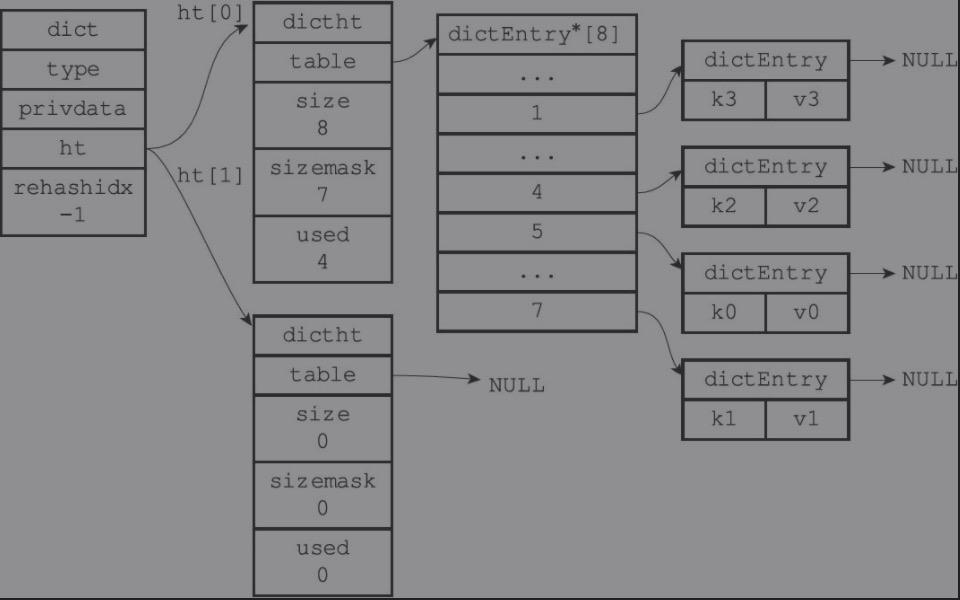 dict
type
privdata
ht
rehashidx
-1
ht[0]
ht[1]
dictht
table
size
8
sizemask
7
used
4
dictht
table
size
0
sizemask
0
used
0
NULL
dictEntry*[8]
...
1
...
4
5
...
7
dictEntry
k3 v3
NULL
dictEntry
k2 v2
NULL
dictEntry
k0 v0
NULL
dictEntry
k1 v1
NULL